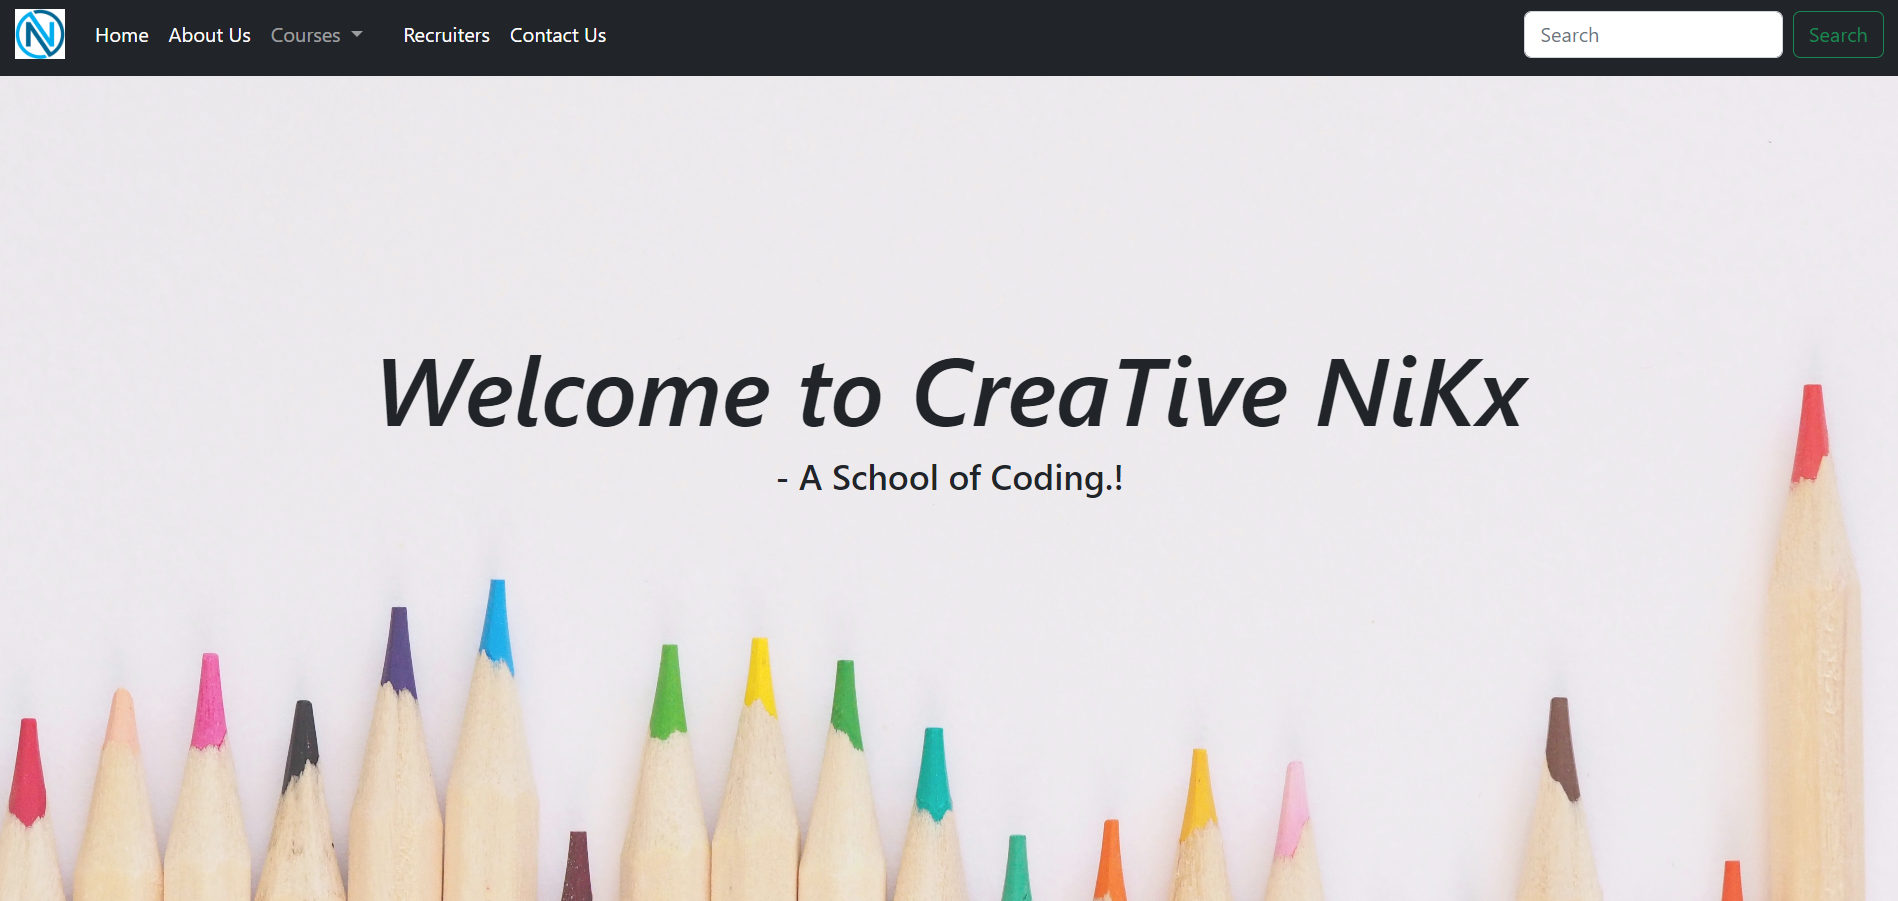 N Home About Us Courses Recruiters Contact Us Search Search
Welcome to CreaTive NiKx
- A School of Coding.!